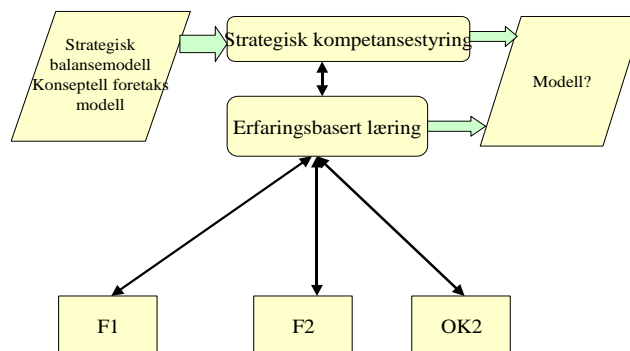 Strategisk
balansemodell
Konseptell foretaks
modell
Strategisk kompetansestyring
Modell?
Erfaringsbasert læring
F1
F2
OK2